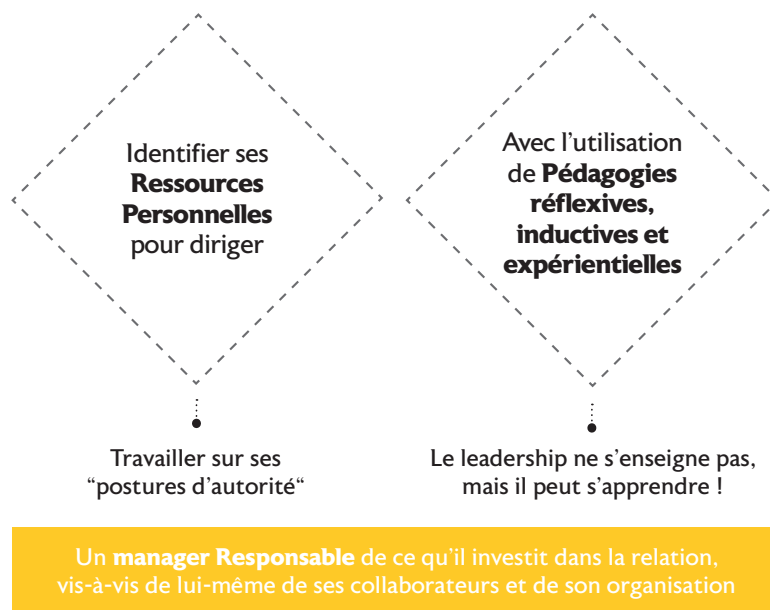 Identifier ses
Ressources
Personnelles
pour diriger
Avec l’utilisation
de Pédagogies
réflexives,
inductives et
expérientielles
Travailler sur ses
“postures d’autorité“
Le leadership ne s’enseigne pas,
mais il peut s’apprendre !
Un manager Responsable de ce qu’il investit dans la relation,
vis-à-vis de lui-même de ses collaborateurs et de son organisation